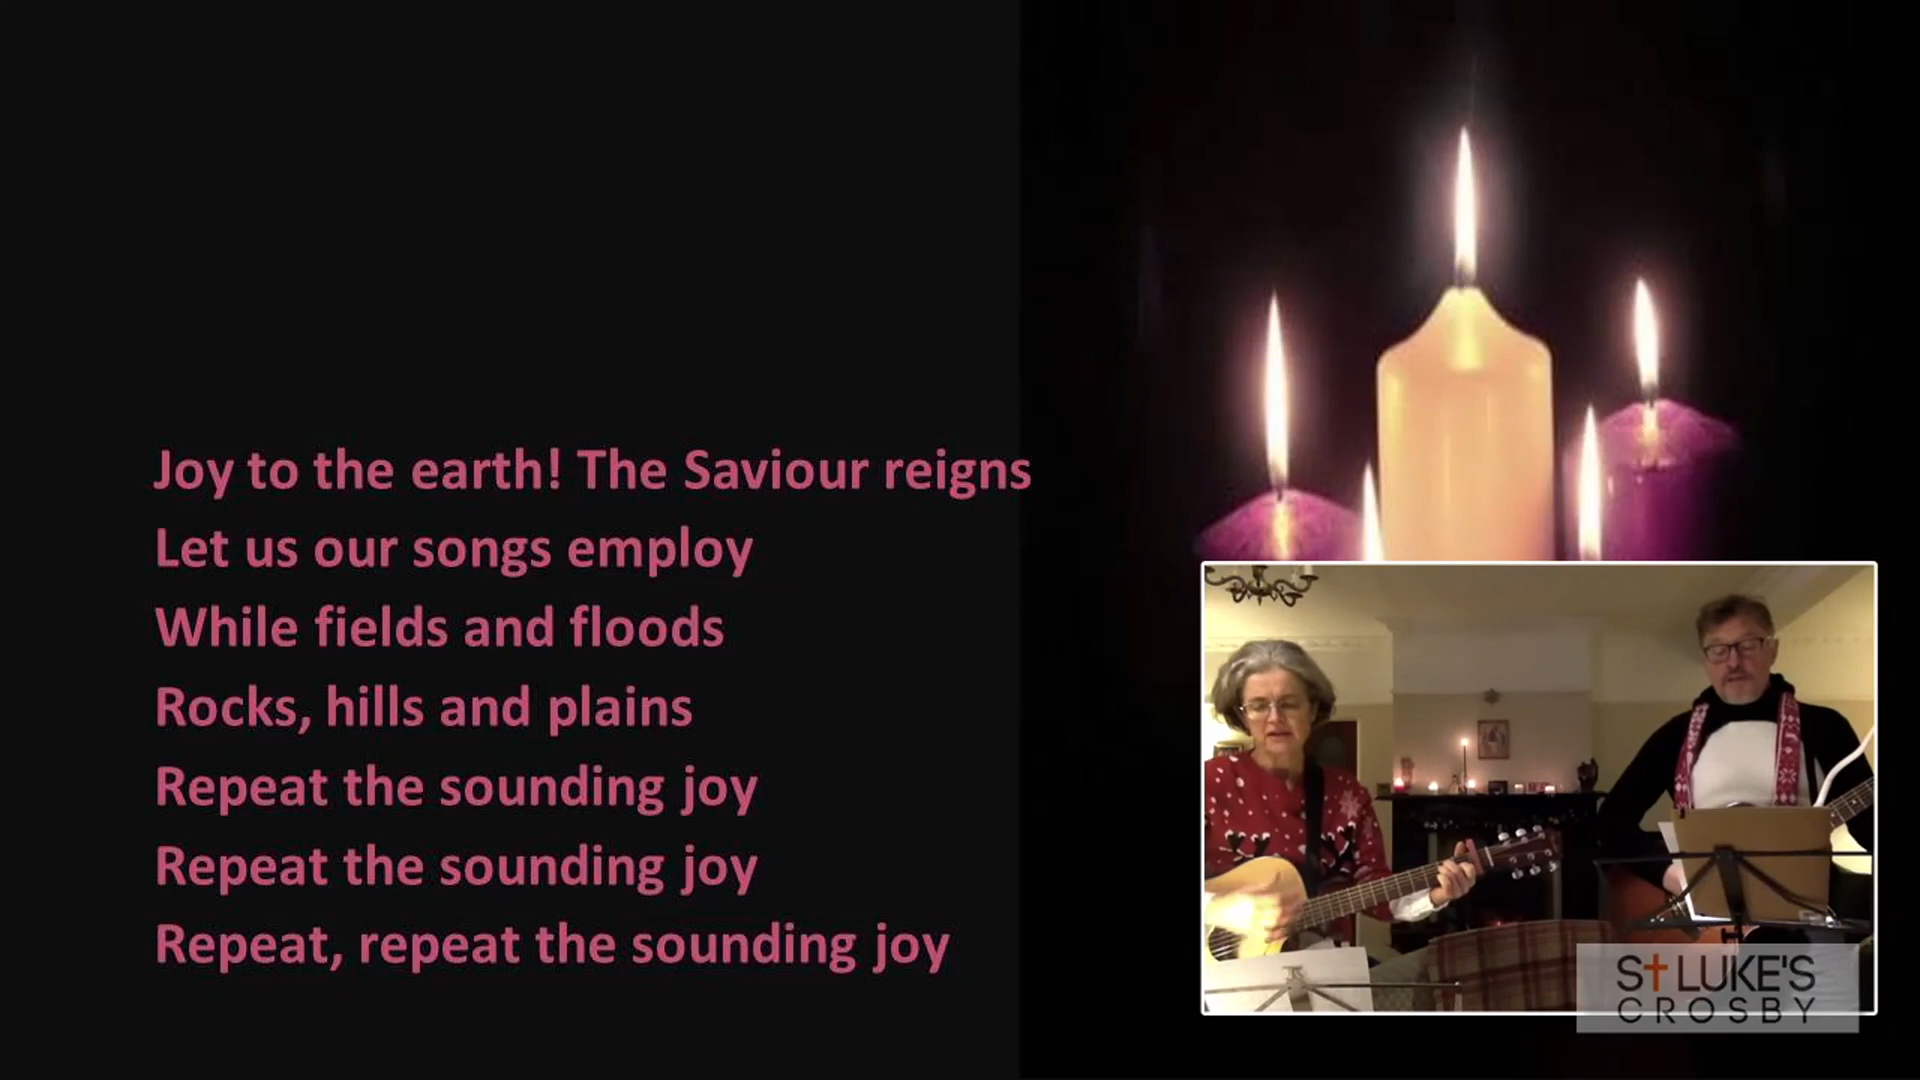 Joy to the earth! The Saviour reigns
Let us our songs employ
While fields and floods
Rocks, hills and plains
Repeat the sounding joy
Repeat the sounding joy
Repeat, repeat the sounding joy
ST LUKE'S
CROSBY